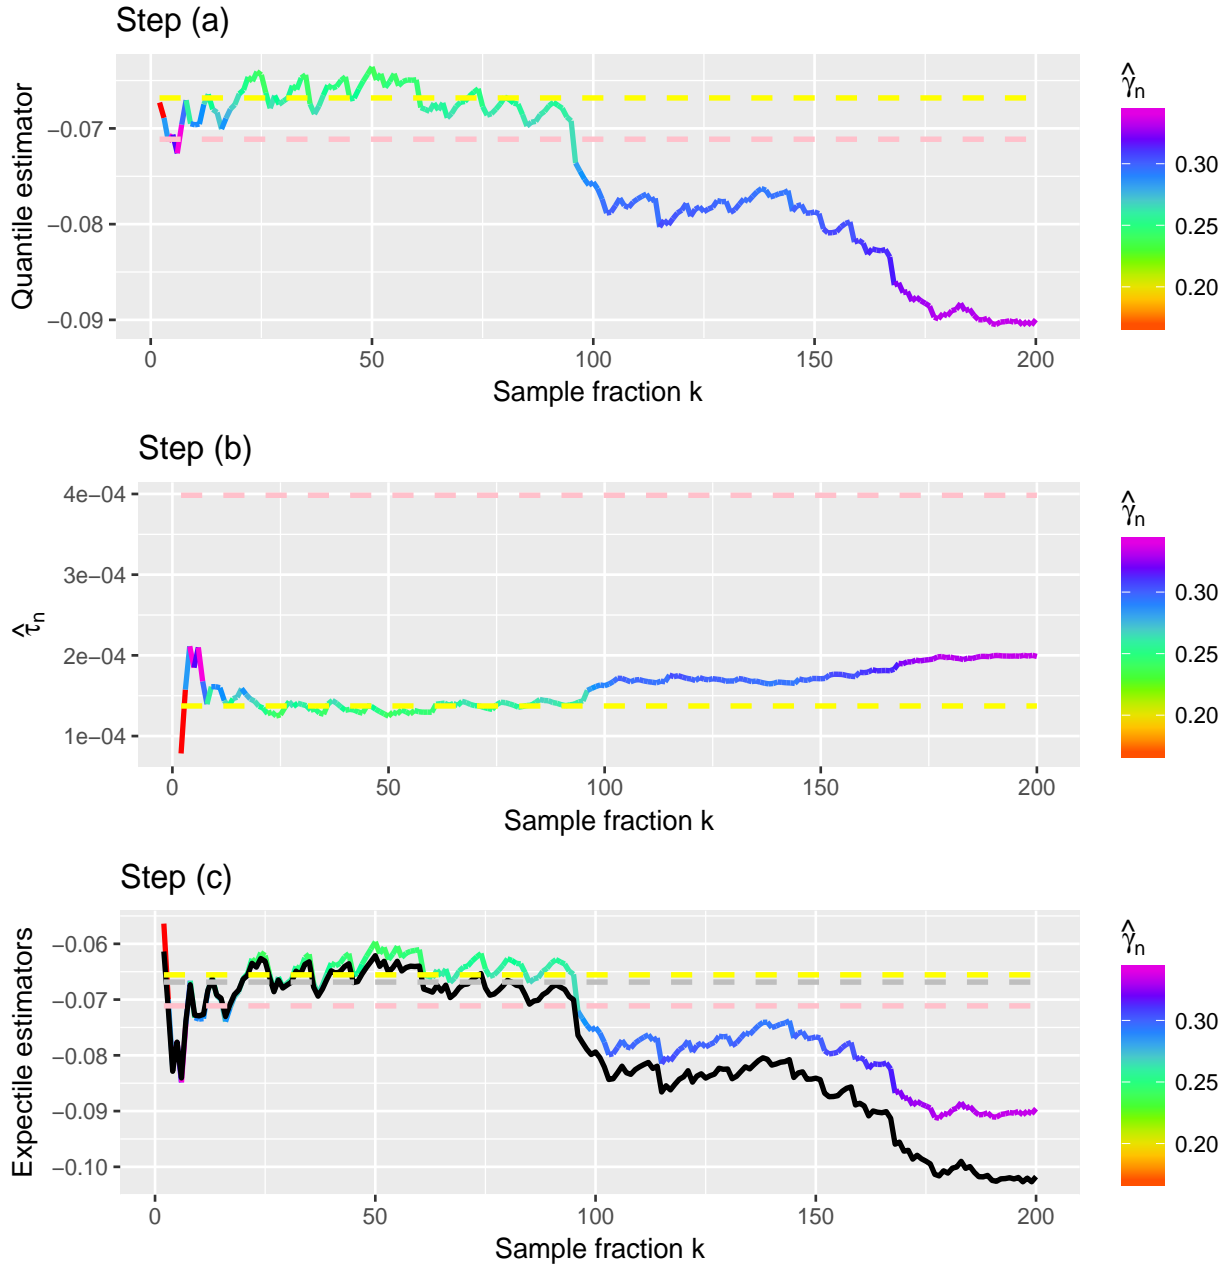 Step (a)
Quantile estimator
−0.07
−0.08
−0.09
0
50
100
150
200
Sample fraction k
γ̂n
0.30
0.25
0.20
Step (b)
τ̂n
4e−04
3e−04
2e−04
1e−04
0
50
100
150
200
Sample fraction k
γ̂n
0.30
0.25
0.20
Step (c)
Expectile estimators
−0.06
−0.07
−0.08
−0.09
−0.10
0
50
100
150
200
Sample fraction k
γ̂n
0.30
0.25
0.20